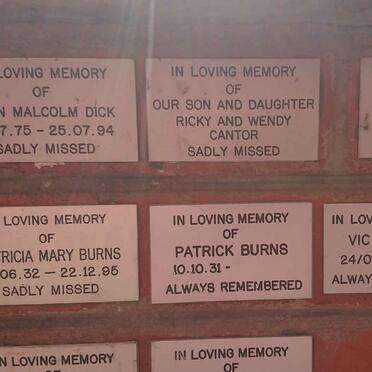 LOVING MEMORY
OF
MALCOLM DICK
.75 - 25.07.94
SADLY MISSED
IN LOVING MEMORY
OF
OUR SON AND DAUGHTER
RICKY AND WENDY
CANTOR
SADLY MISSED
LOVING MEMORY
OF
TRICIA MARY BURNS
.06.32 - 22.12.95
SADLY MISSED
IN LOVING MEMORY
OF
PATRICK BURNS
10.10.31 -
ALWAYS REMEMBERED
IN LO
VIC
24/0
ALWAY
IN LOVING MEMORY
IN LOVING MEMORY
OF